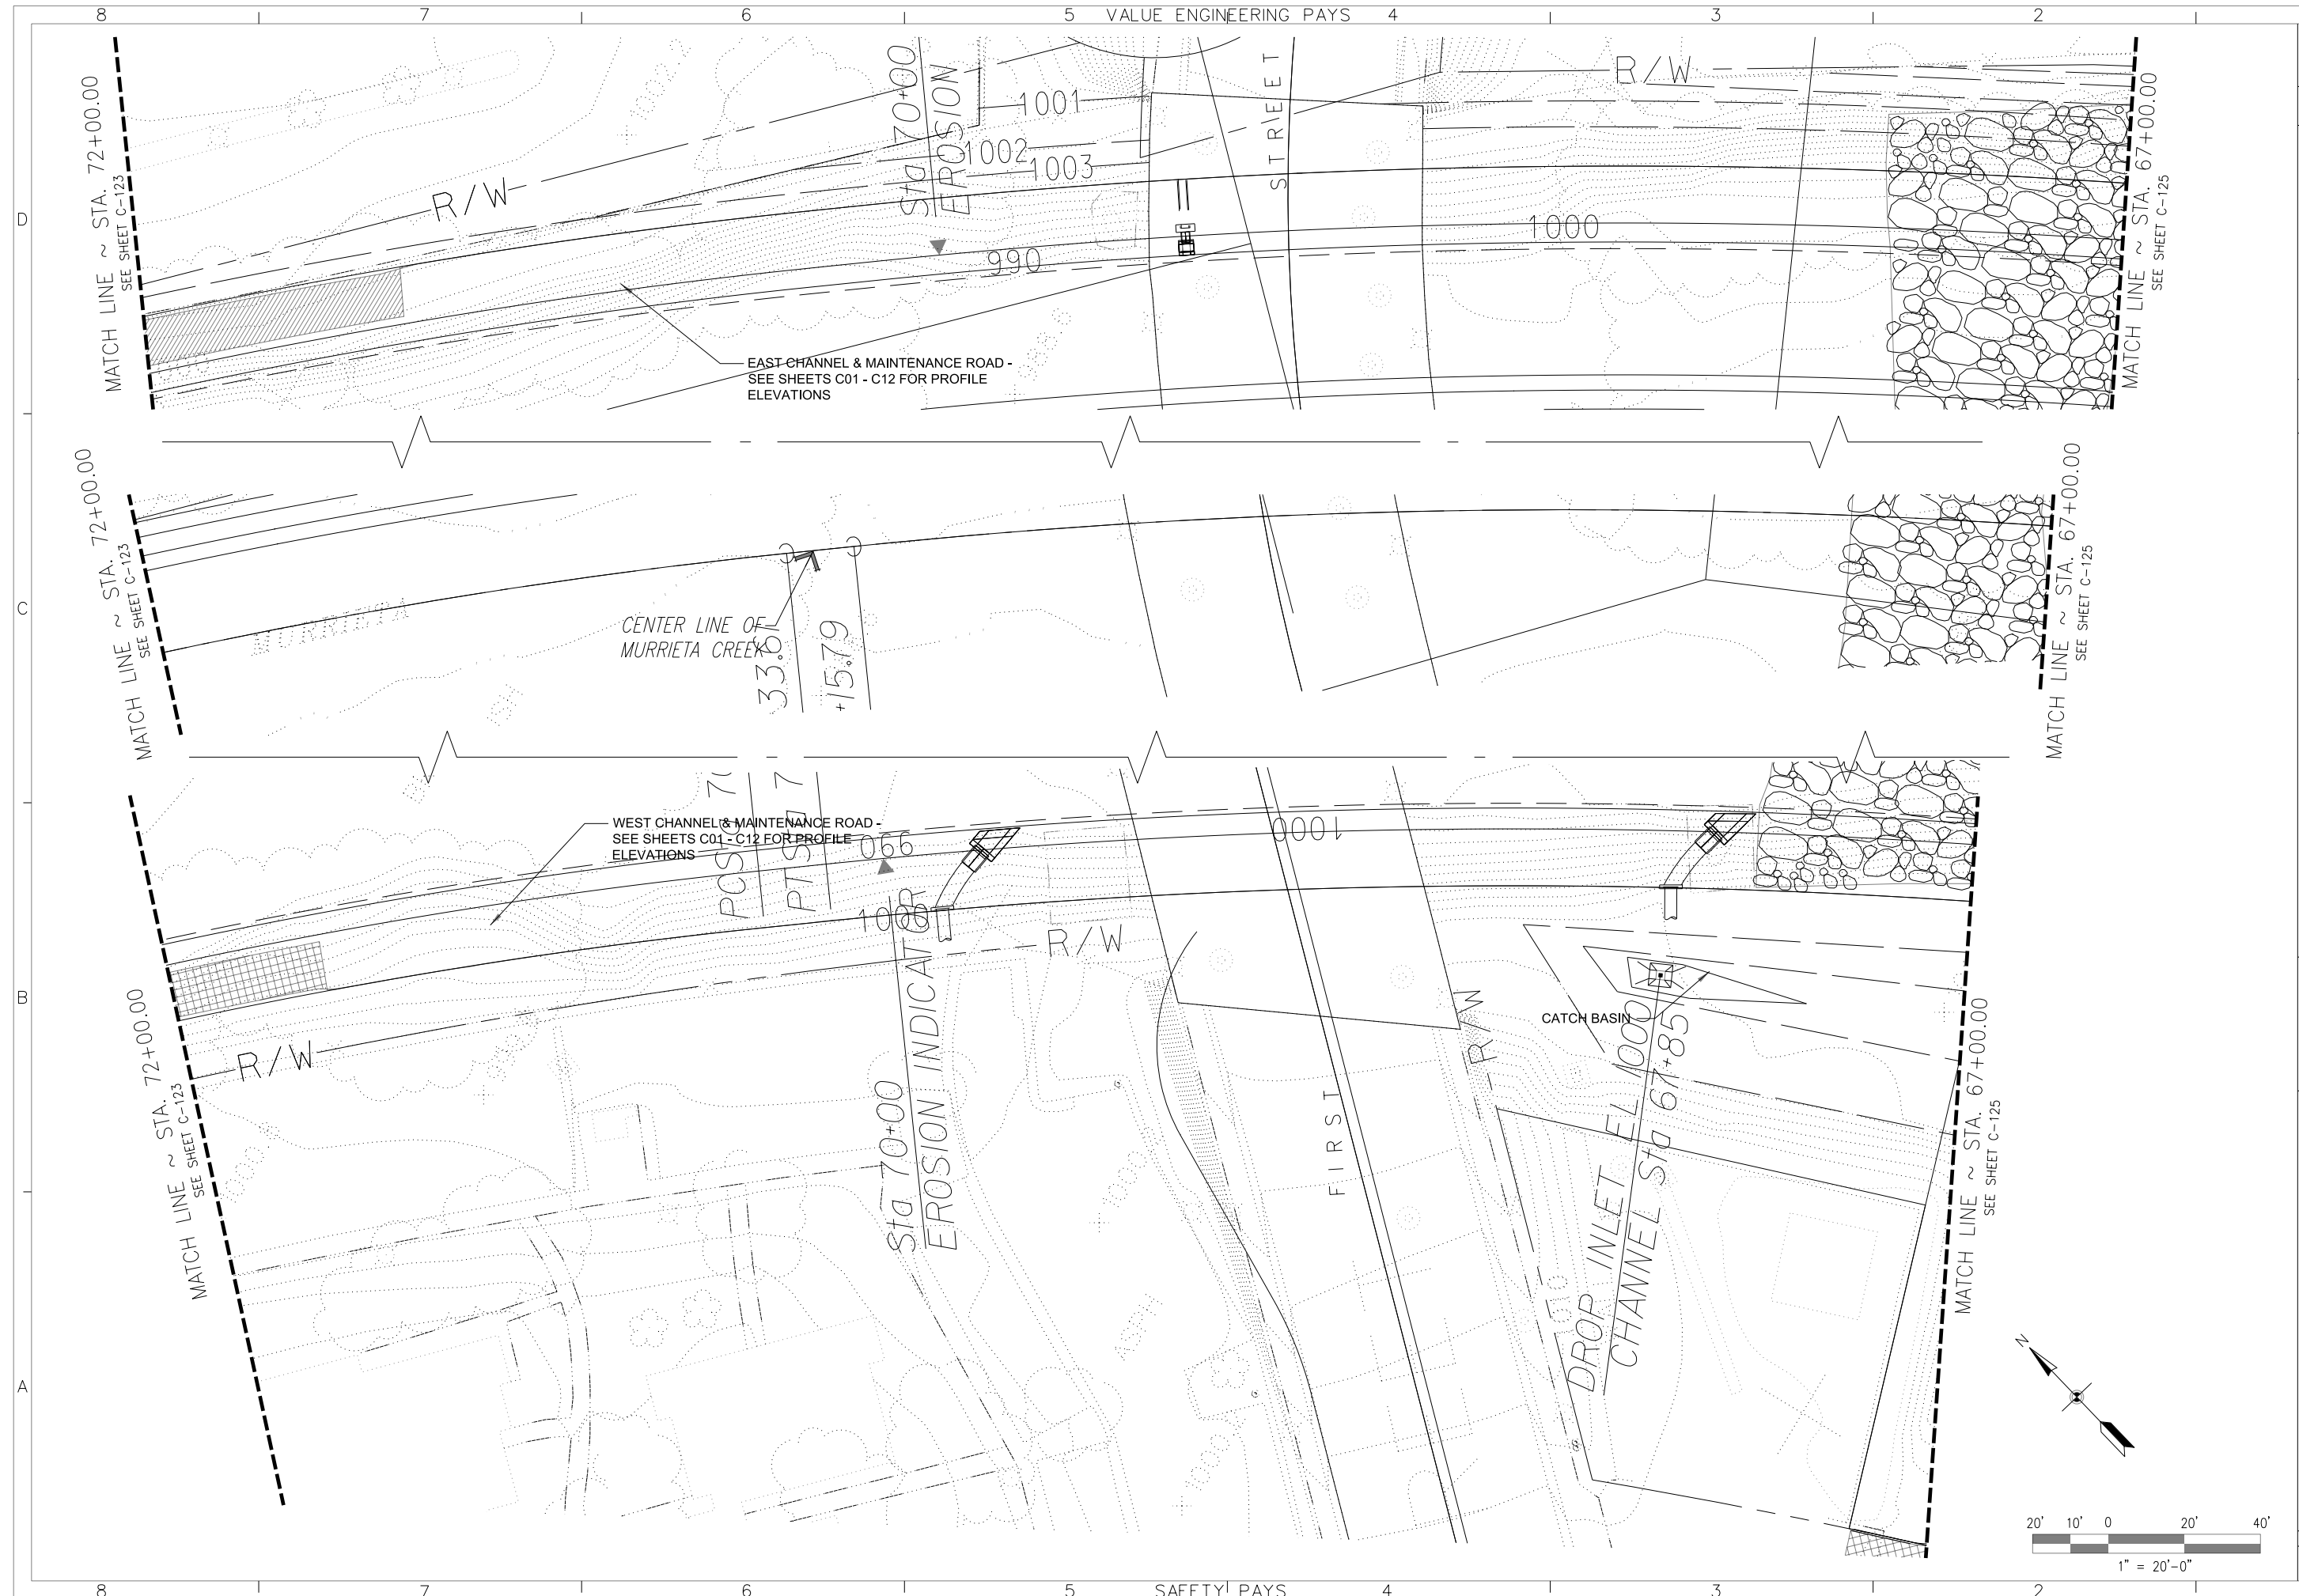 8 7 6 5 VALUE ENGINEERING PAYS 4 3 2
D
C
B
A
MATCH LINE ~ STA. 72+00.00
SEE SHEET C-123
R/W
Sta 70+00
EROSION
1001
1002
1003
990
STREET
R/W
1000
MATCH LINE ~ STA. 67+00.00
SEE SHEET C-125
EAST CHANNEL & MAINTENANCE ROAD -
SEE SHEETS C01 - C12 FOR PROFILE
ELEVATIONS
MATCH LINE ~ STA. 72+00.00
SEE SHEET C-123
MURRIETA
CENTER LINE OF
MURRIETA CREEK
33.61
+15.79
MATCH LINE ~ STA. 67+00.00
SEE SHEET C-125
WEST CHANNEL & MAINTENANCE ROAD -
SEE SHEETS C01 - C12 FOR PROFILE
ELEVATIONS
990
1000
1000
R/W
R/W
R/W
MATCH LINE ~ STA. 72+00.00
SEE SHEET C-123
Sta 70+00
EROSION INDICATOR
FIRST
CATCH BASIN
DROP INLET EL 1000
CHANNEL Sta 67+85
MATCH LINE ~ STA. 67+00.00
SEE SHEET C-125
N
20' 10' 0 20' 40'
1" = 20'-0"
8 7 6 5 SAFETY PAYS 4 3 2